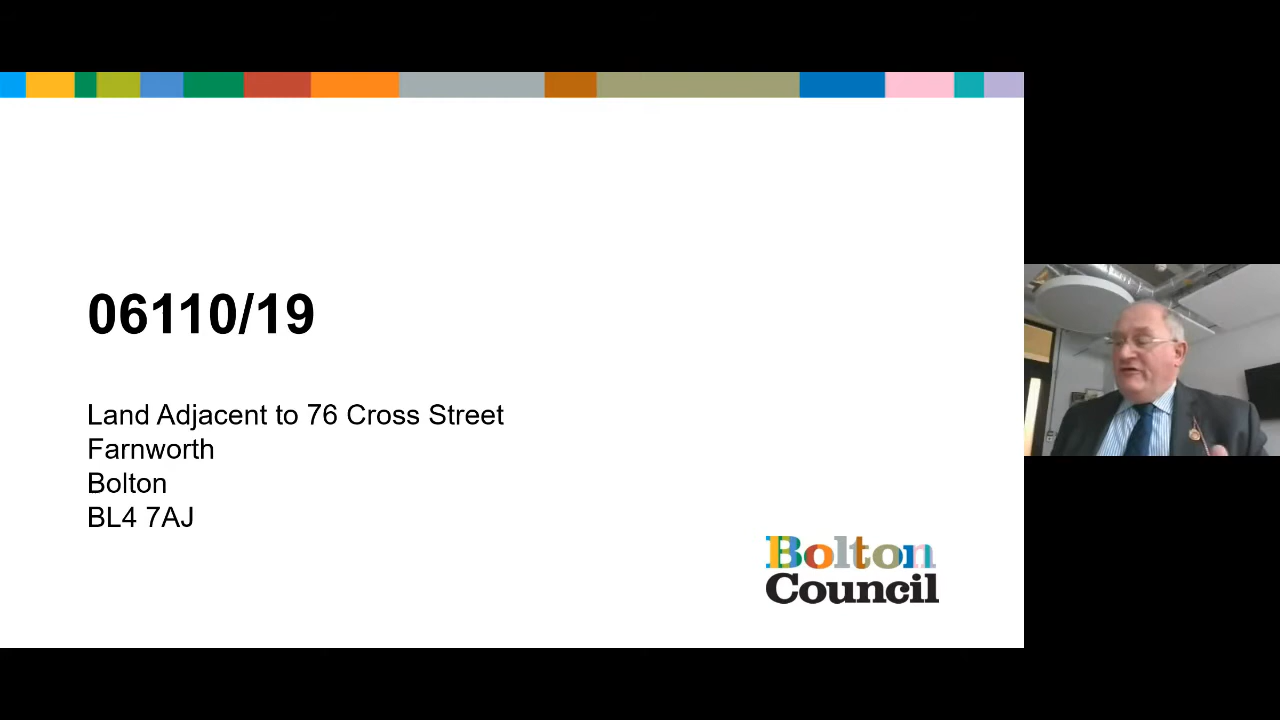 06110/19
Land Adjacent to 76 Cross Street
Farnworth
Bolton
BL4 7AJ
Bolton
Council